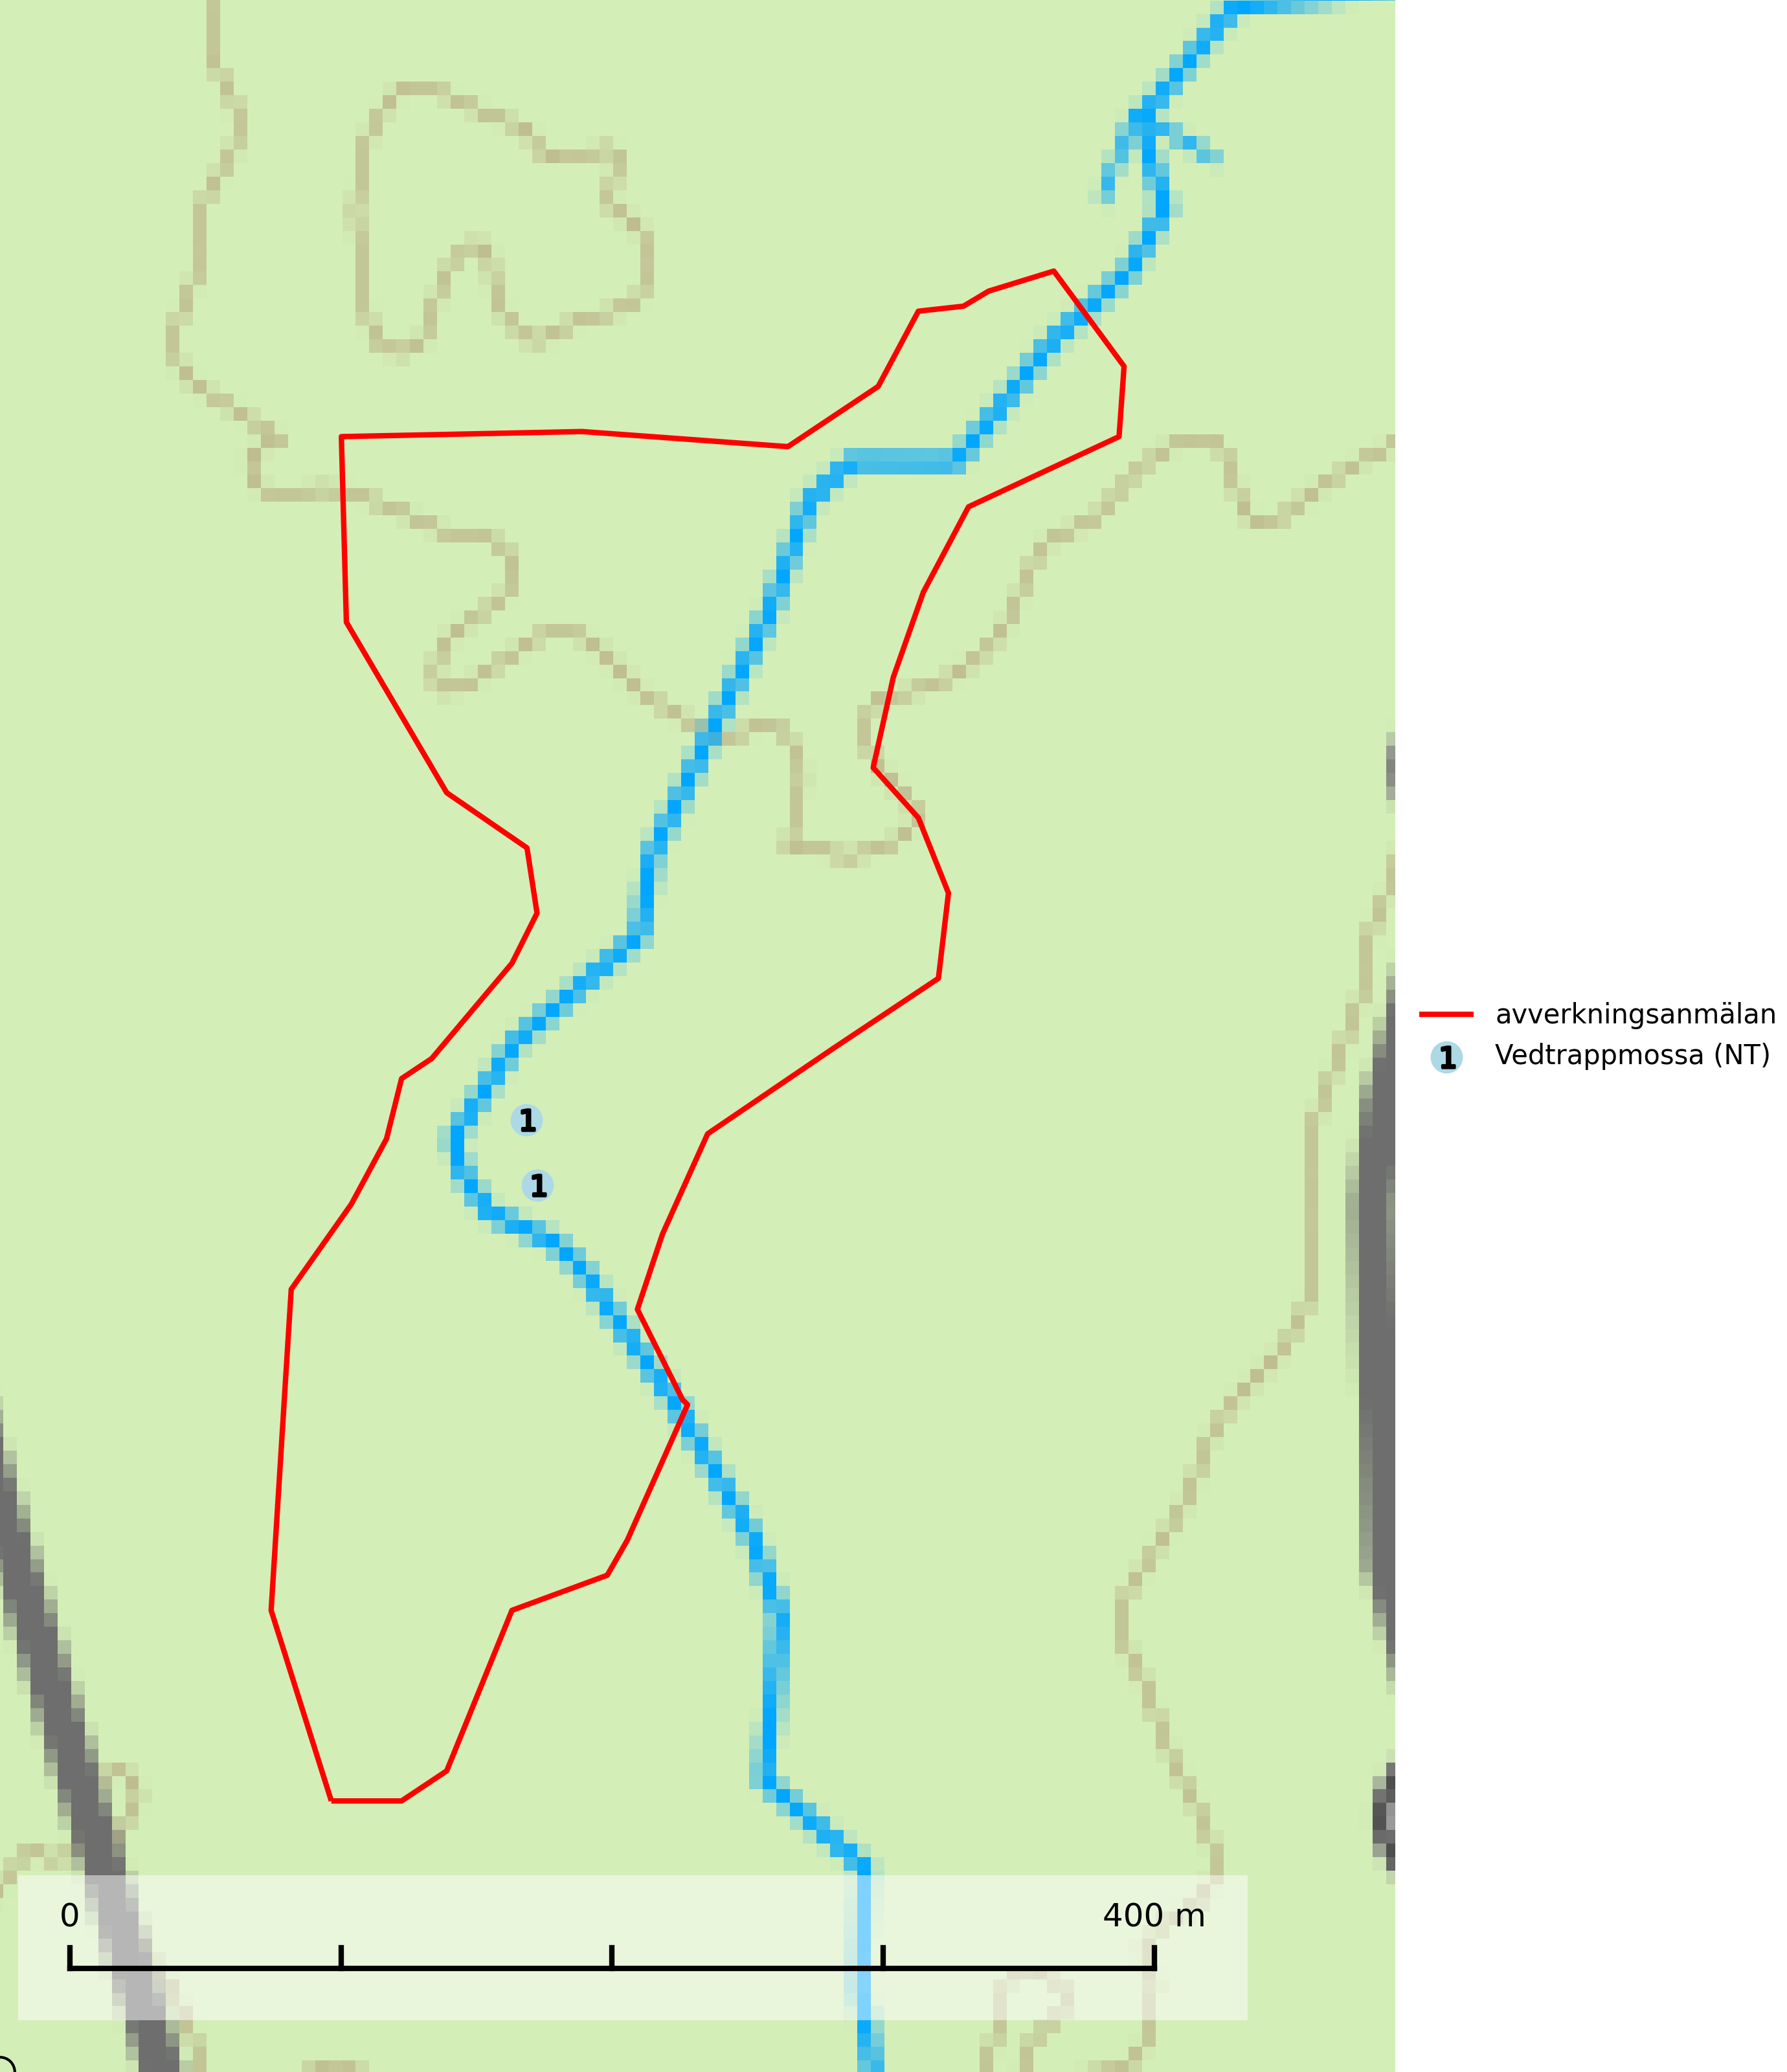 avverkningsanmälan
1 Vedtrappmossa (NT)
1
1
0 400 m